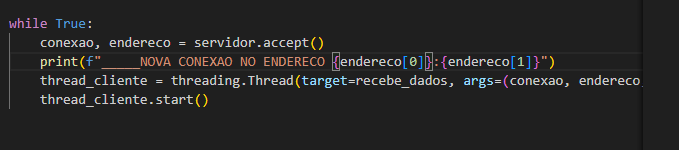 while True:
conexao, endereco = servidor.accept()
print(f"_____NOVA CONEXAO NO ENDERECO {endereco[0]}:{endereco[1]}")
thread_cliente = threading.Thread(target=recebe_dados, args=(conexao, endereco,
thread_cliente.start()